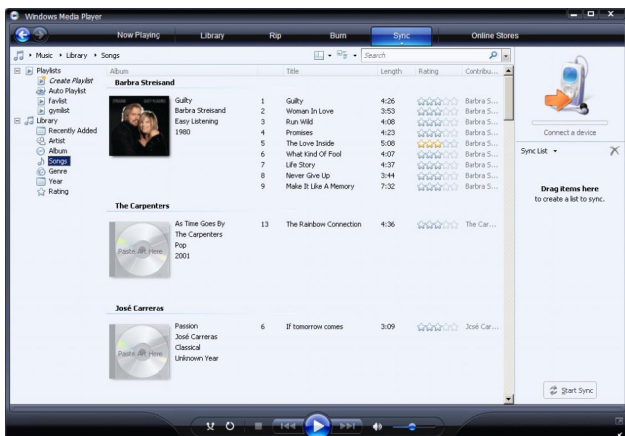 Windows Media Player
Now Playing Library Rip Burn Sync Online Stores
Music Library Songs Search
Playlists
Create Playlist
Auto Playlist
Favlist
gymlist
Library
Recently Added
Artist
Album
Songs
Genre
Year
Rating
Album Title Length Rating Contribu...
Barbra Streisand
Guilty
Barbra Streisand
Easy Listening
1980
1 Guilty 4:26 Barbra S...
2 Woman In Love 3:53 Barbra S...
3 Run Wild 4:08 Barbra S...
4 Promises 4:23 Barbra S...
5 The Love Inside 5:08 Barbra S...
6 What Kind Of Fool 4:07 Barbra S...
7 Life Story 4:37 Barbra S...
8 Never Give Up 3:44 Barbra S...
9 Make It Like A Memory 7:32 Barbra S...
The Carpenters
Paste Art Here
As Time Goes By
The Carpenters
Pop
2001
13 The Rainbow Connection 4:36 The Car...
José Carreras
Paste Art Here
Passion
José Carreras
Classical
Unknown Year
6 If tomorrow comes 3:09 José Car...
Connect a device
Sync List
Drag items here
to create a list to sync.
Start Sync